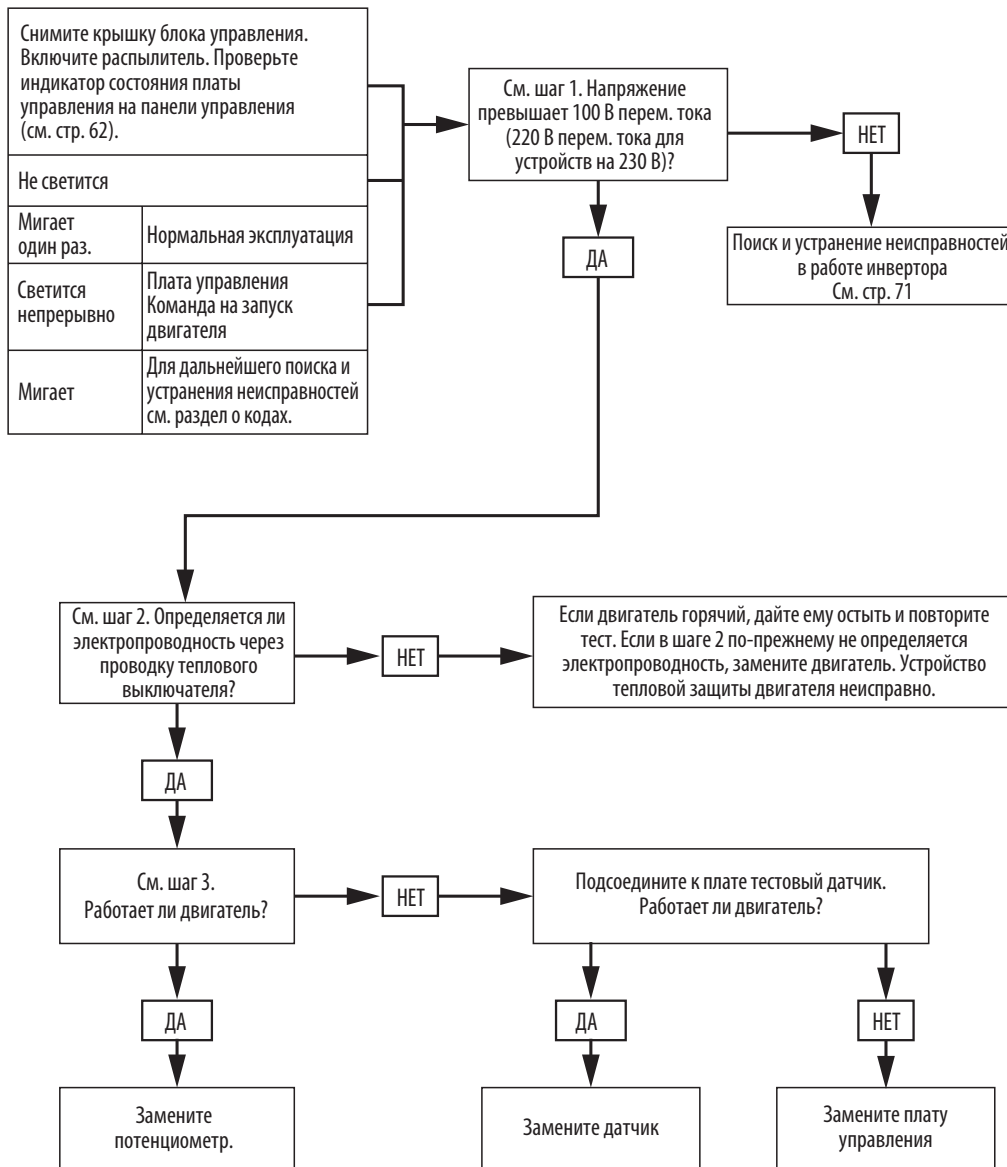 Снимите крышку блока управления.
Включите распылитель. Проверьте
индикатор состояния платы
управления на панели управления
(см. стр. 62).
Не светится
Мигает
один раз.
Нормальная эксплуатация
Светится
непрерывно
Плата управления
Команда на запуск
двигателя
Мигает
Для дальнейшего поиска и
устранения неисправностей
см. раздел о кодах.
См. шаг 1. Напряжение
превышает 100 В перем. тока
(220 В перем. тока для
устройств на 230 В)?
НЕТ
Поиск и устранение неисправностей
в работе инвертора
См. стр. 71
ДА
См. шаг 2. Определяется ли
электропроводность через
проводку теплового
выключателя?
НЕТ
Если двигатель горячий, дайте ему остыть и повторите
тест. Если в шаге 2 по-прежнему не определяется
электропроводность, замените двигатель. Устройство
тепловой защиты двигателя неисправно.
ДА
См. шаг 3.
Работает ли двигатель?
НЕТ
Подсоедините к плате тестовый датчик.
Работает ли двигатель?
ДА
ДА
НЕТ
Замените
потенциометр.
Замените датчик
Замените плату
управления